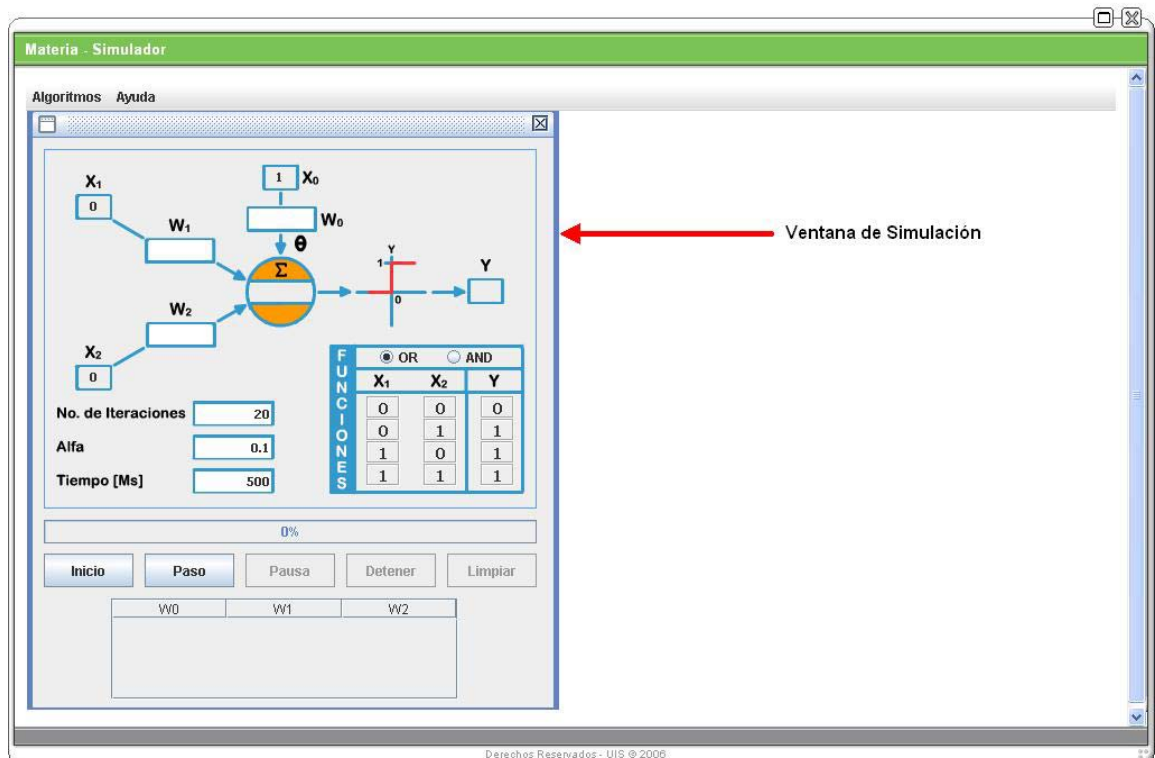 Materia - Simulador
Algoritmos Ayuda
X₁
0
W₁
1 X₀
W₀
θ
Σ
Y
1
0
Y
W₂
X₂
0
No. de Iteraciones 20
Alfa 0.1
Tiempo [Ms] 500
FUNCIONES
OR AND
X₁ X₂ Y
0 0 0
0 1 1
1 0 1
1 1 1
0%
Inicio Paso Pausa Detener Limpiar
W0 W1 W2
Ventana de Simulación
Derechos Reservados - UIS @ 2006